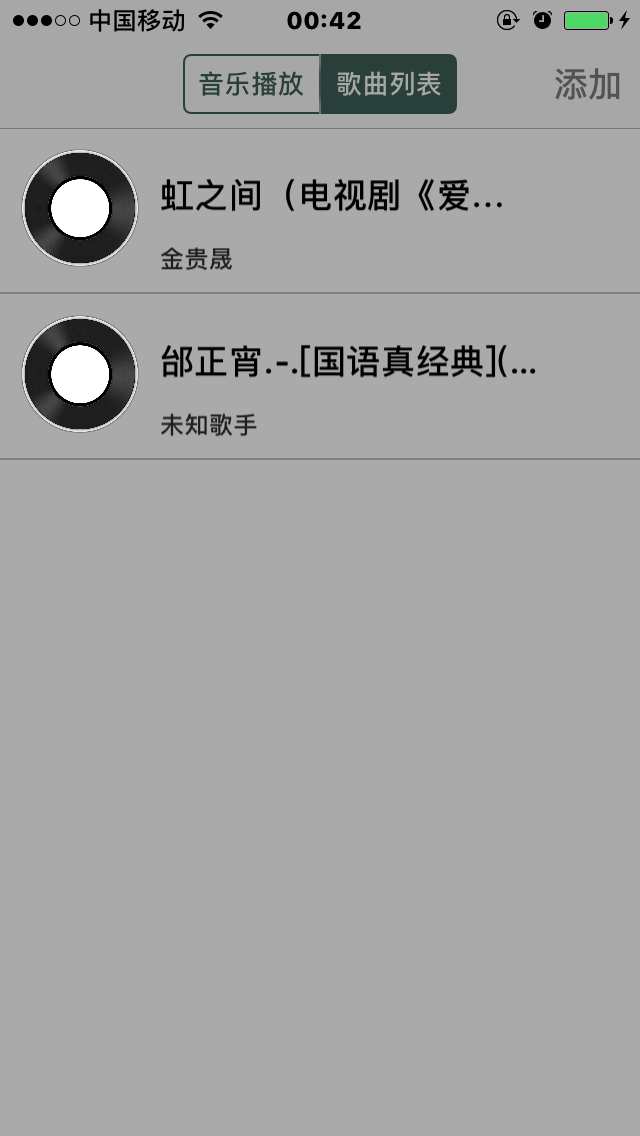 中国移动 00:42
音乐播放 歌曲列表 添加
虹之间（电视剧《爱...
金贵晟
邰正宵.-.[国语真经典](...
未知歌手